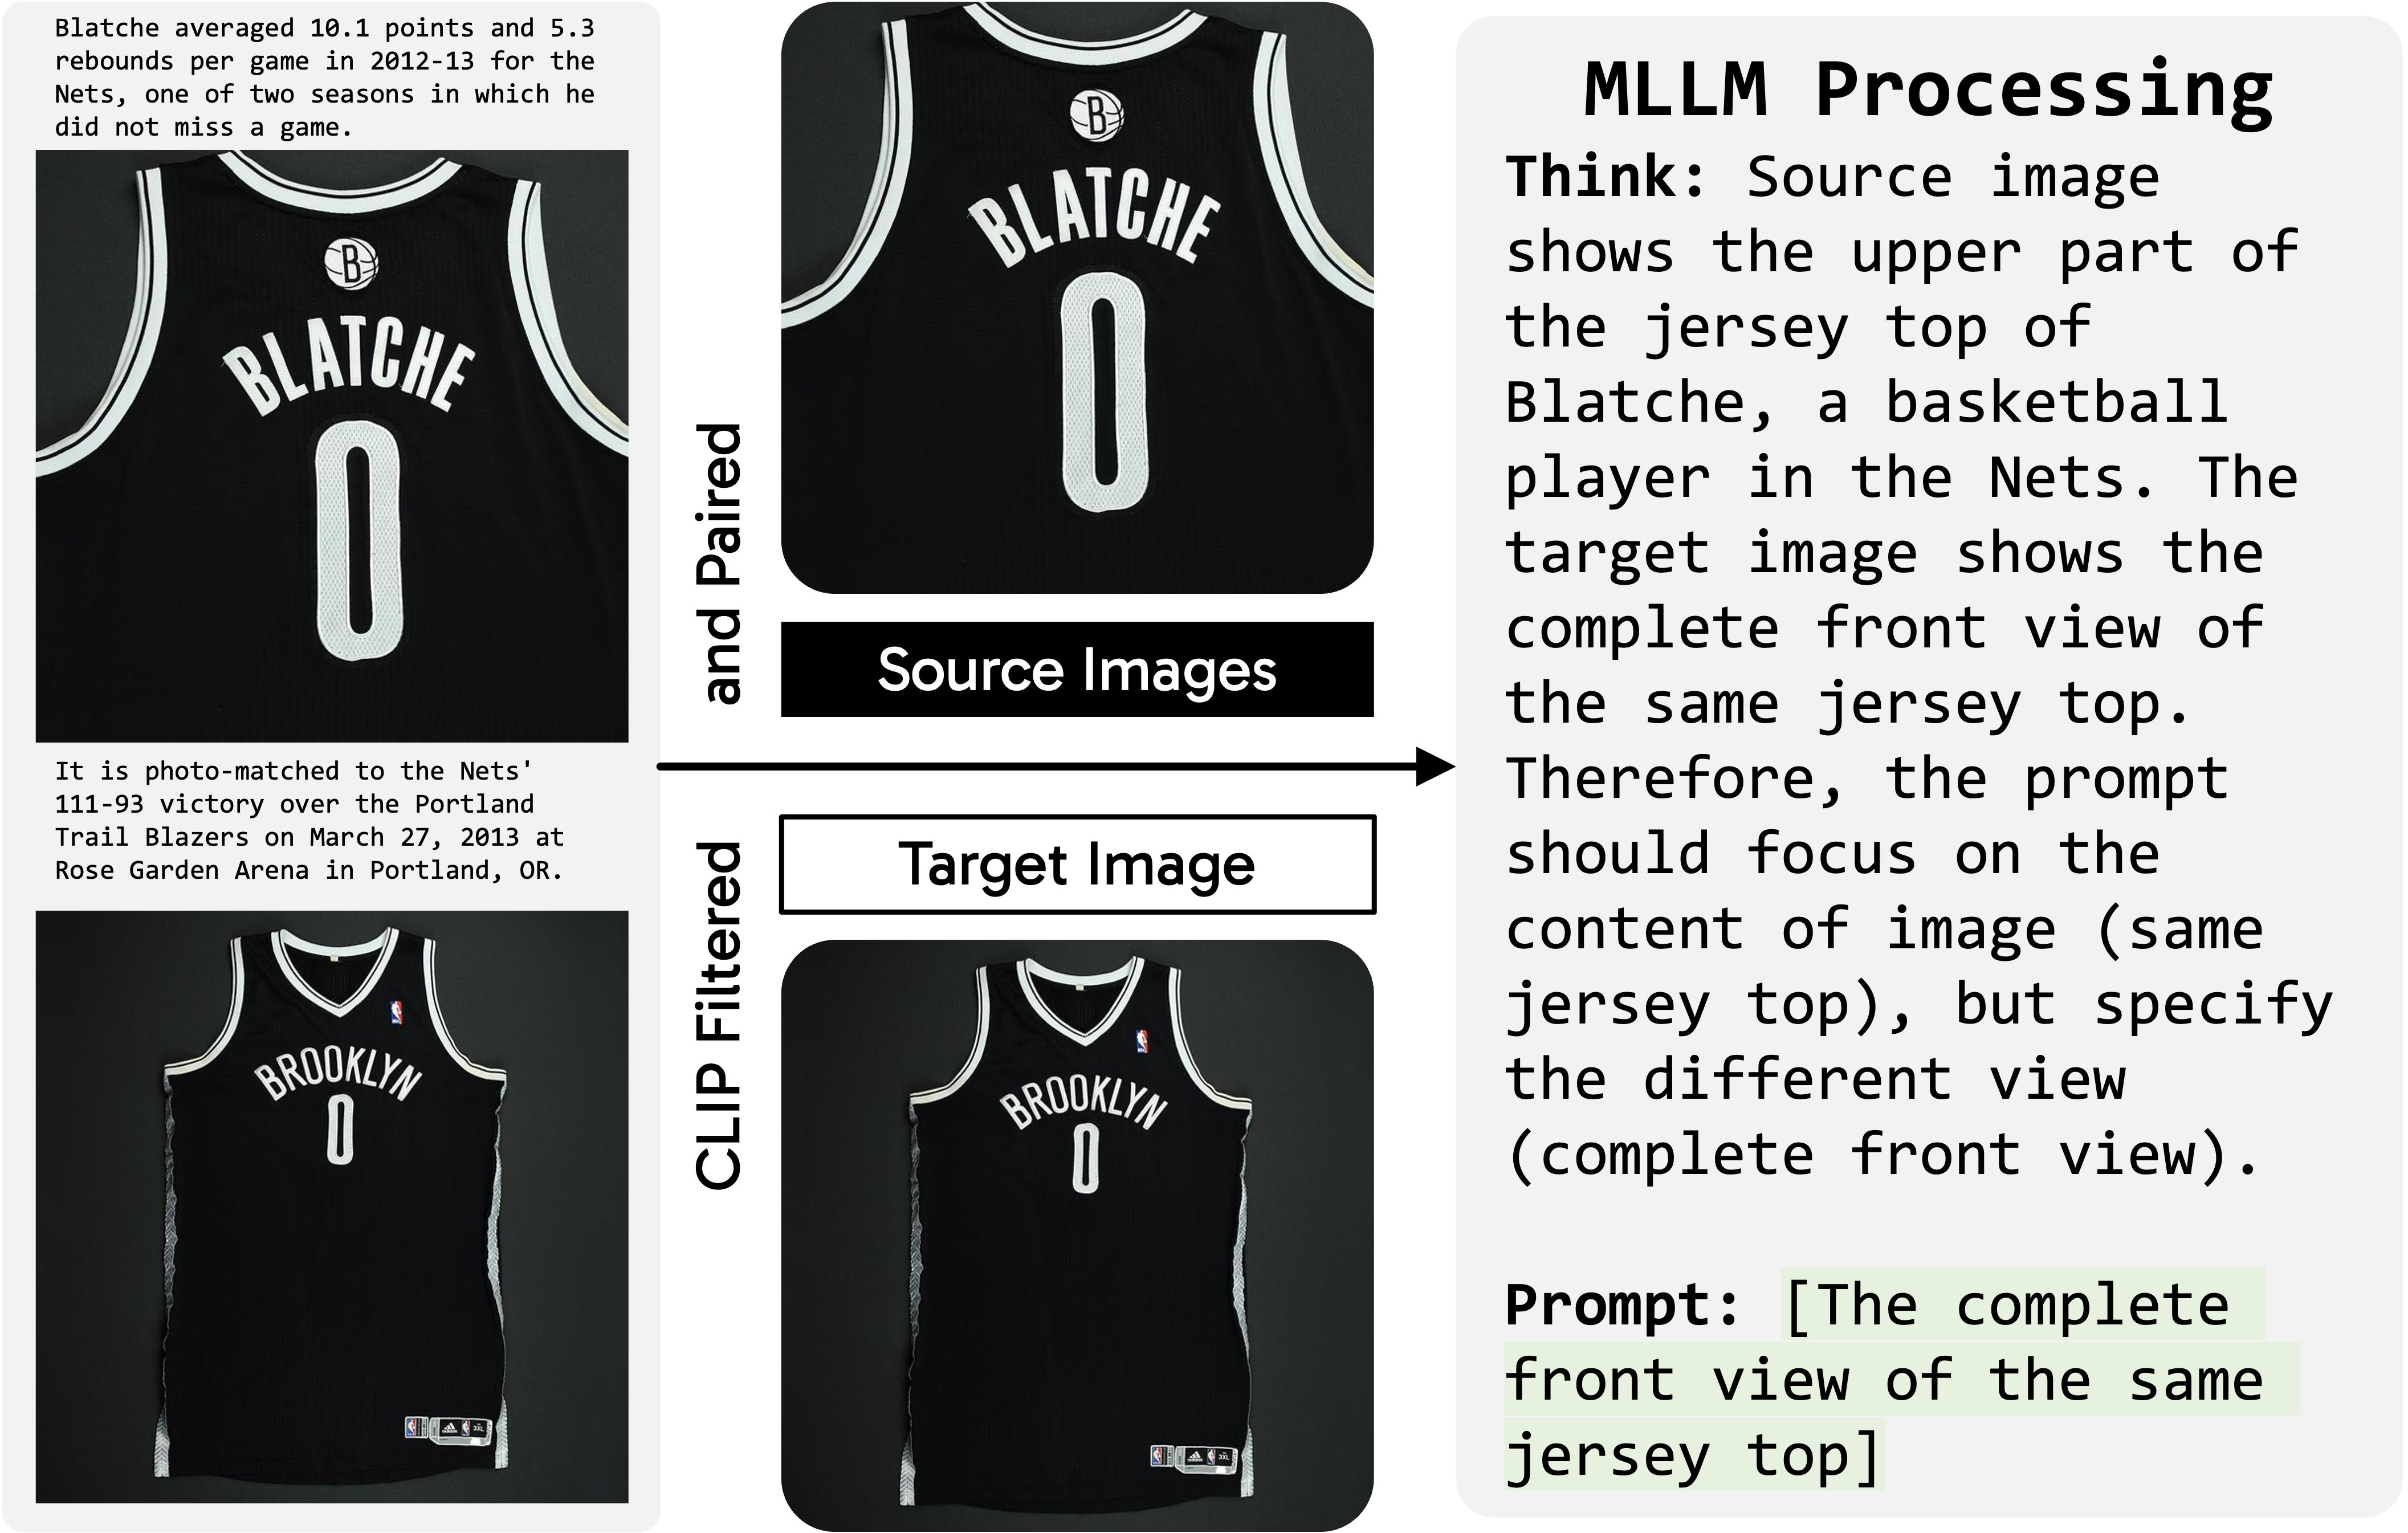 Blatche averaged 10.1 points and 5.3
rebounds per game in 2012-13 for the
Nets, one of two seasons in which he
did not miss a game.
B
BLATCHE
0
It is photo-matched to the Nets'
111-93 victory over the Portland
Trail Blazers on March 27, 2013 at
Rose Garden Arena in Portland, OR.
BROOKLYN
0
adidas
3XL
CLIP Filtered
and Paired
B
BLATCHE
0
Source Images
Target Image
BROOKLYN
0
adidas
3XL
MLLM Processing
Think: Source image
shows the upper part of
the jersey top of
Blatche, a basketball
player in the Nets. The
target image shows the
complete front view of
the same jersey top.
Therefore, the prompt
should focus on the
content of image (same
jersey top), but specify
the different view
(complete front view).
Prompt: [The complete
front view of the same
jersey top]